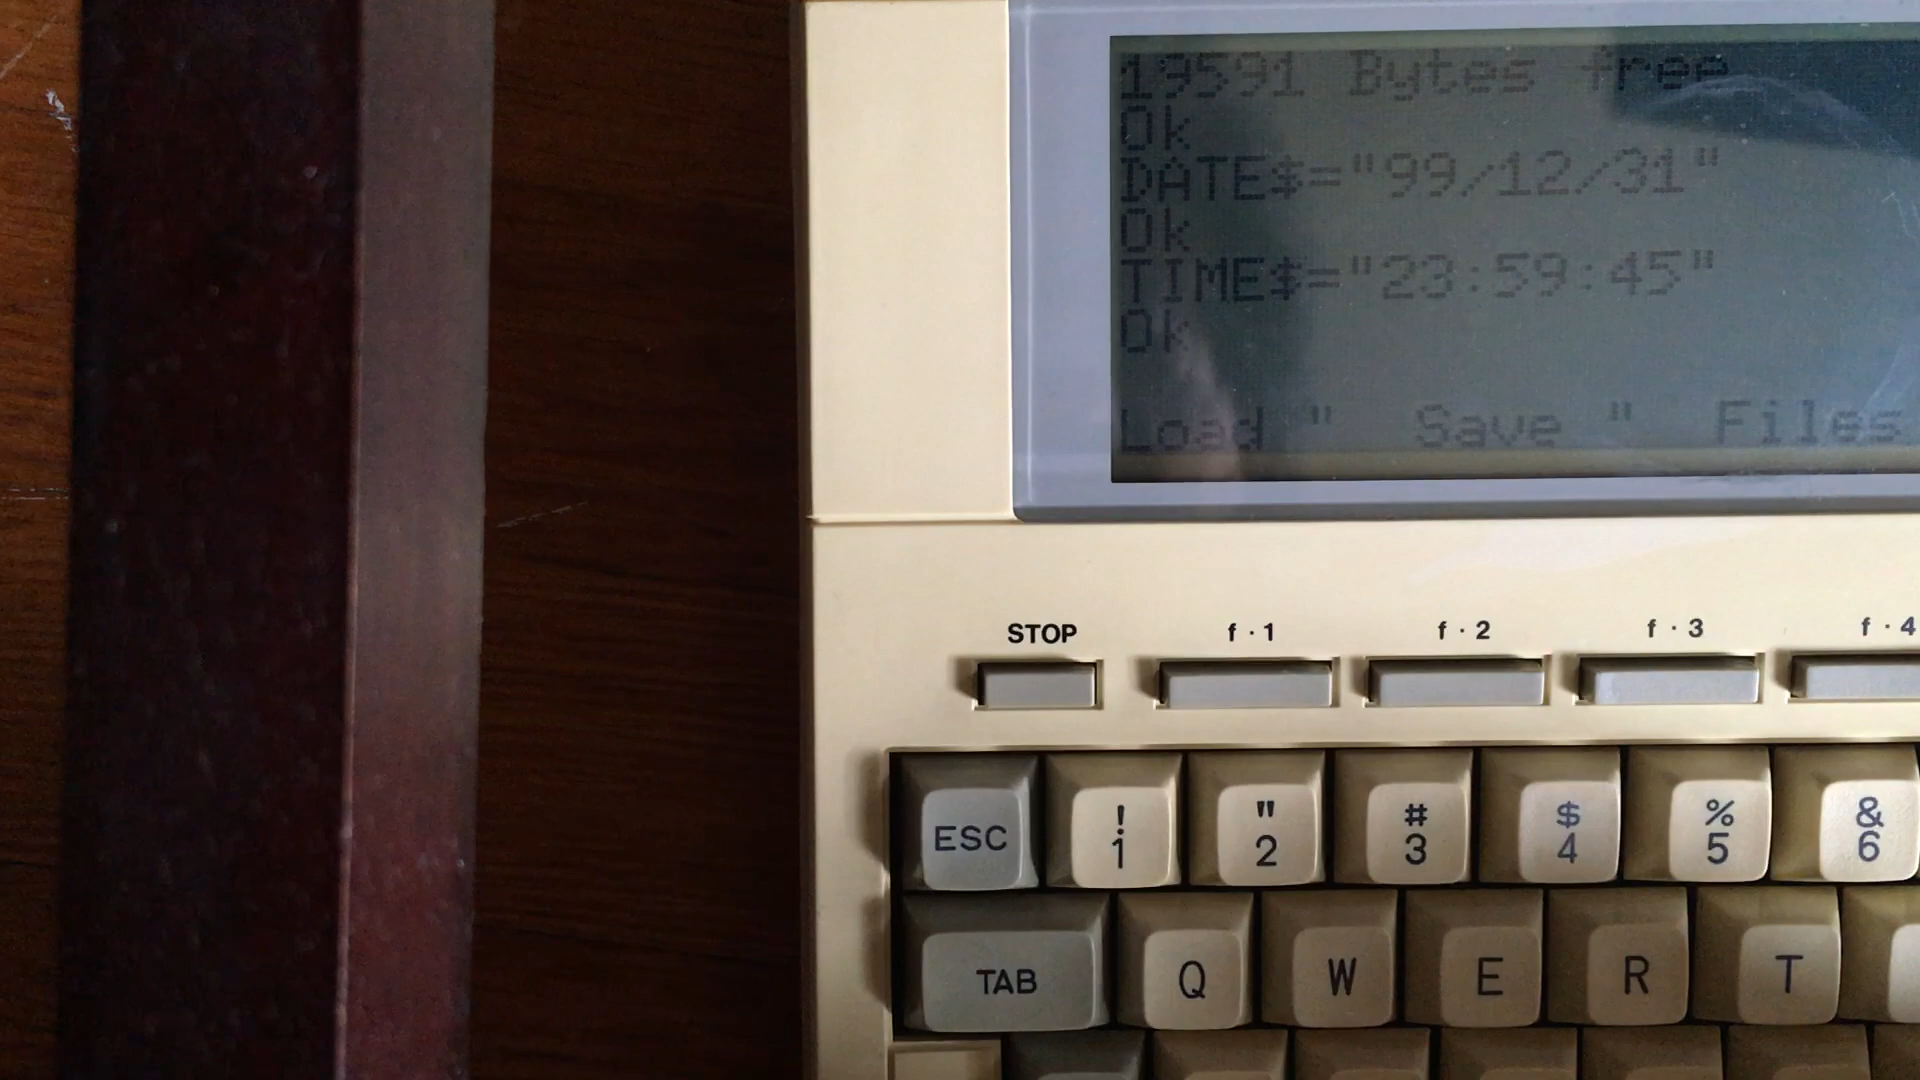 19591 Bytes free
Ok
DATE$="99/12/31"
Ok
TIME$="23:59:45"
Ok
Load " Save " Files
STOP f·1 f·2 f·3 f·4
ESC ! 1 " 2 # 3 $ 4 % 5 & 6
TAB Q W E R T